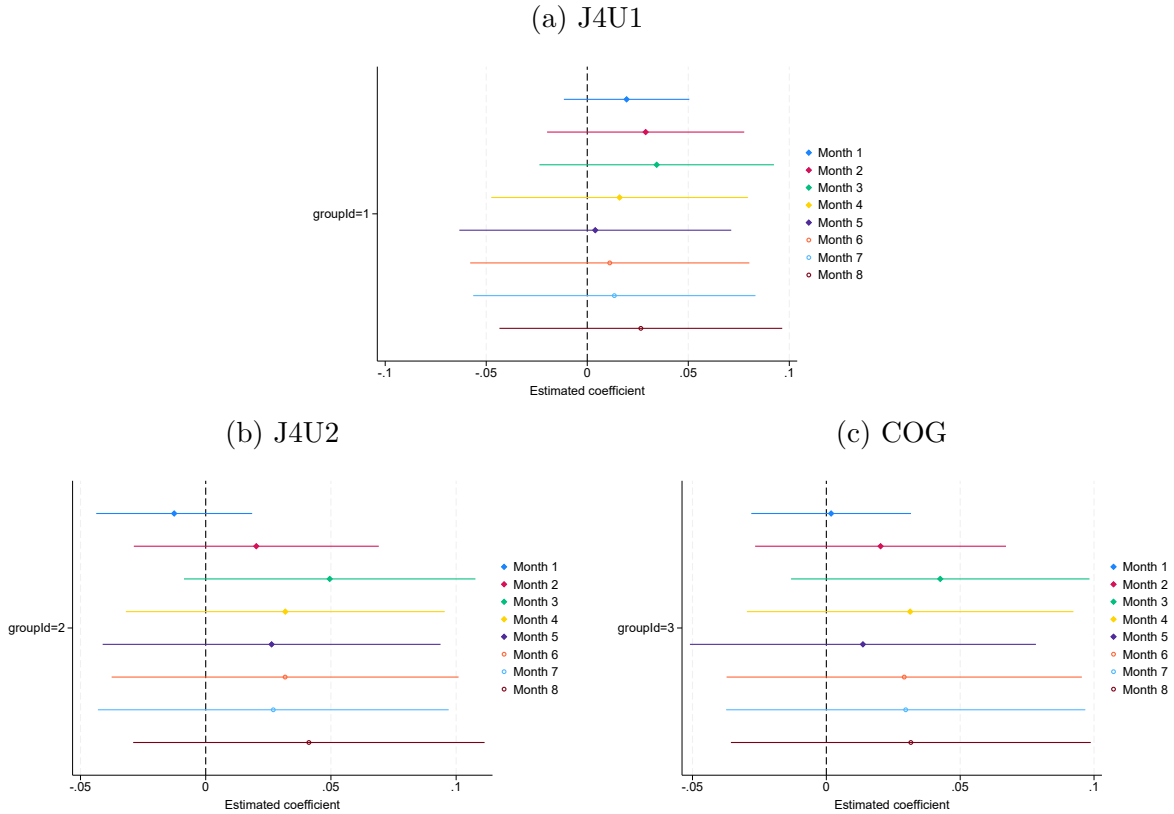 (a) J4U1
groupId=1
Month 1
Month 2
Month 3
Month 4
Month 5
Month 6
Month 7
Month 8
-.1
-.05
0
.05
.1
Estimated coefficient
(b) J4U2
groupId=2
Month 1
Month 2
Month 3
Month 4
Month 5
Month 6
Month 7
Month 8
-.05
0
.05
.1
Estimated coefficient
(c) COG
groupId=3
Month 1
Month 2
Month 3
Month 4
Month 5
Month 6
Month 7
Month 8
-.05
0
.05
.1
Estimated coefficient